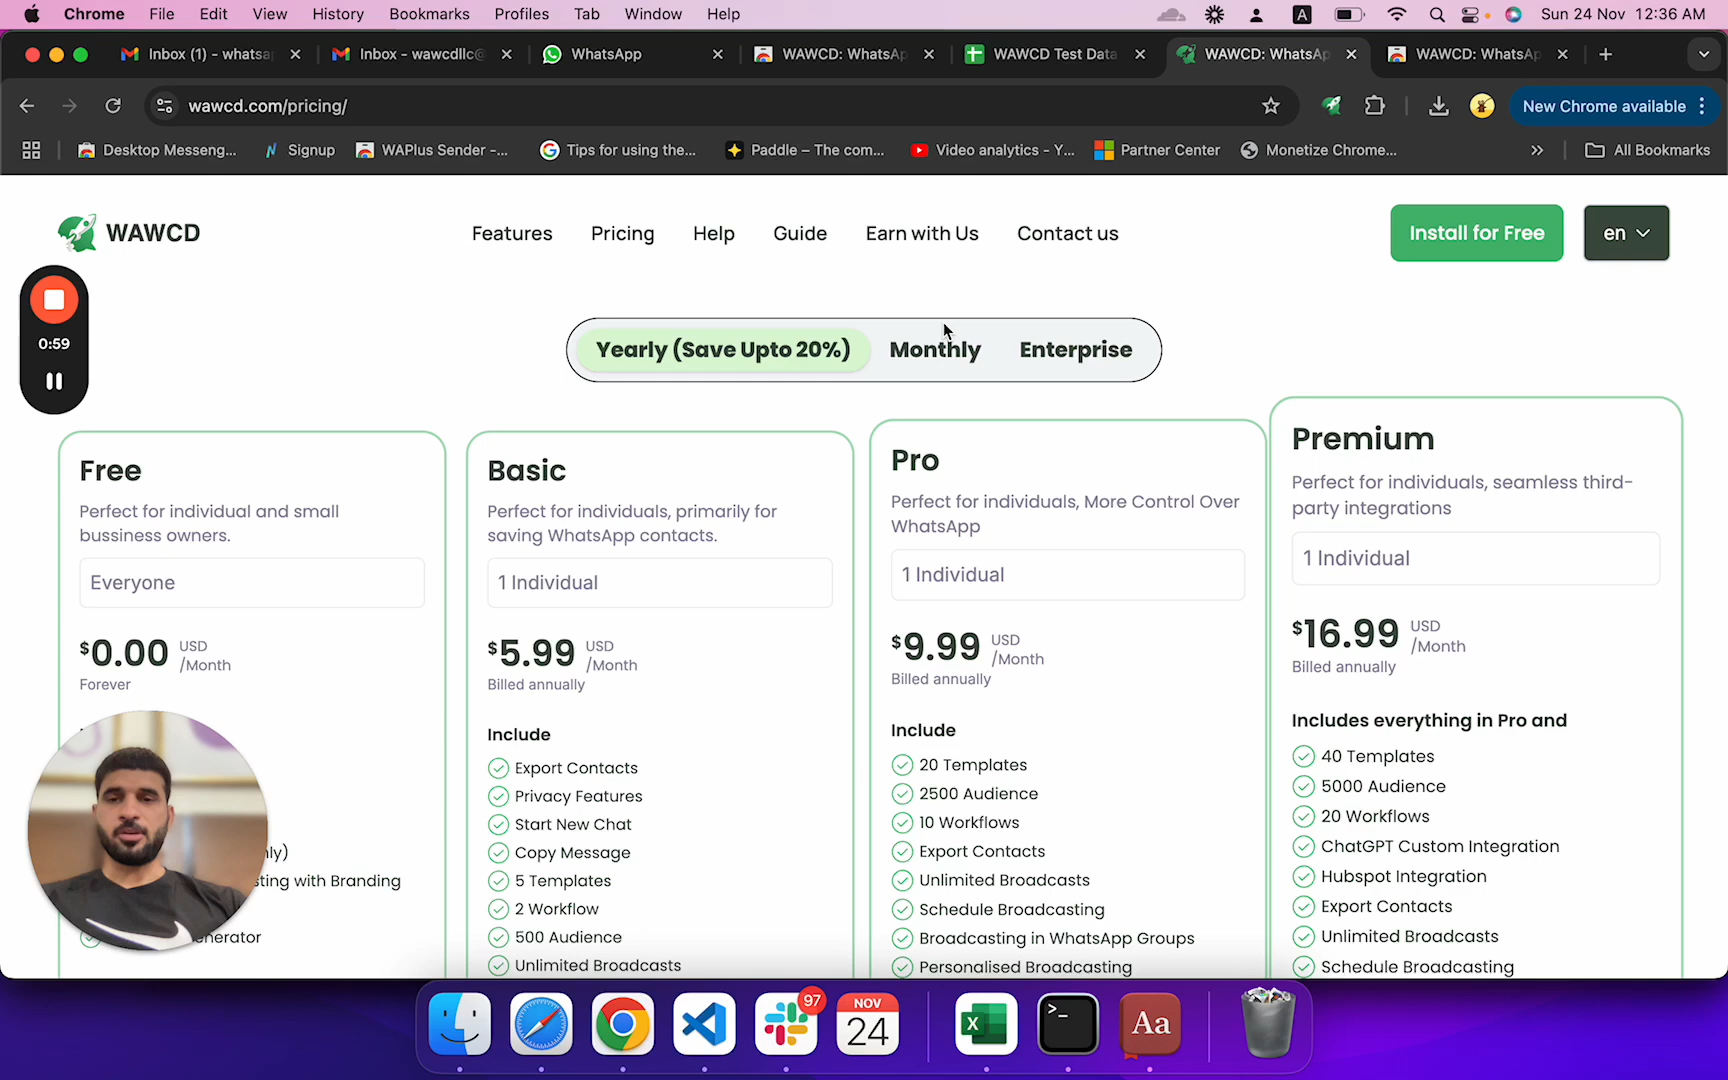 Chrome File Edit View History Bookmarks Profiles Tab Window Help A Sun 24 Nov 12:36 AM
Inbox (1) - whatsa Inbox - wawcdllc@ WhatsApp WAWCD: WhatsAp WAWCD Test Data WAWCD: WhatsAp WAWCD: WhatsAp
wawcd.com/pricing/ New Chrome available
Desktop Messeng... Signup WAPlus Sender -... Tips for using the... Paddle – The com... Video analytics - Y... Partner Center Monetize Chrome... All Bookmarks
WAWCD Features Pricing Help Guide Earn with Us Contact us Install for Free en
0:59
Yearly (Save Upto 20%) Monthly Enterprise
Free
Perfect for individual and small
bussiness owners.
Everyone
$0.00 USD
/Month
Forever
nly)
sting with Branding
enerator
Basic
Perfect for individuals, primarily for
saving WhatsApp contacts.
1 Individual
$5.99 USD
/Month
Billed annually
Include
Export Contacts
Privacy Features
Start New Chat
Copy Message
5 Templates
2 Workflow
500 Audience
Unlimited Broadcasts
Pro
Perfect for individuals, More Control Over
WhatsApp
1 Individual
$9.99 USD
/Month
Billed annually
Include
20 Templates
2500 Audience
10 Workflows
Export Contacts
Unlimited Broadcasts
Schedule Broadcasting
Broadcasting in WhatsApp Groups
Personalised Broadcasting
Premium
Perfect for individuals, seamless third-
party integrations
1 Individual
$16.99 USD
/Month
Billed annually
Includes everything in Pro and
40 Templates
5000 Audience
20 Workflows
ChatGPT Custom Integration
Hubspot Integration
Export Contacts
Unlimited Broadcasts
Schedule Broadcasting
97
NOV
24
X
>_
Aa